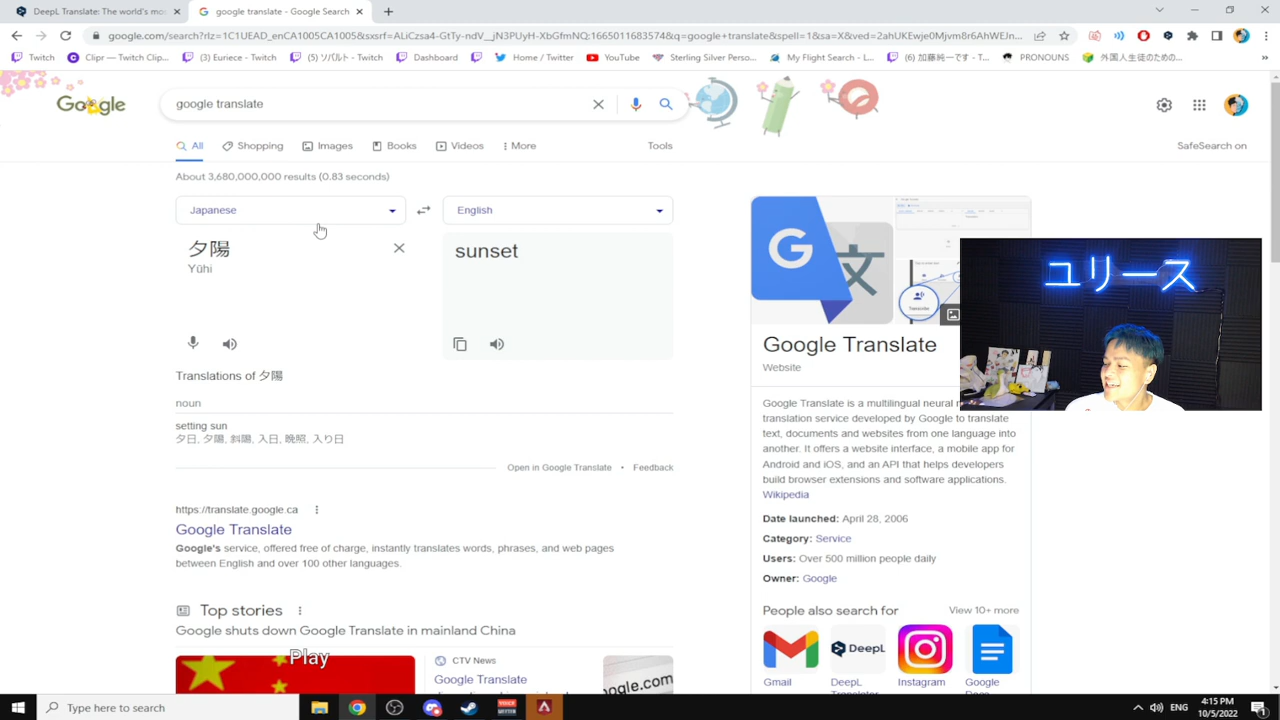 DeepL Translate: The world's mos
google translate - Google Search
google.com/search?rlz=1C1UEAD_enCA1005CA1005&sxsrf=ALiCzsa4-GtTy-ndV__jN3PUyH-XbGfmNQ:1665011683574&q=google+translate&spell=1&sa=X&ved=2ahUKEwje0Mjvm8r6AhWEJn...
Twitch
Clipr — Twitch Clip...
(3) Euriece - Twitch
(5) ソバルト - Twitch
Dashboard
Home / Twitter
YouTube
Sterling Silver Perso...
My Flight Search - L...
(6) 加藤純一です - T...
PRONOUNS
外国人生徒のための...
Google
google translate
All
Shopping
Images
Books
Videos
More
Tools
SafeSearch on
About 3,680,000,000 results (0.83 seconds)
Japanese
English
夕陽
Yūhi
sunset
Translations of 夕陽
noun
setting sun
夕日, 夕陽, 斜陽, 入日, 晩照, 入り日
Open in Google Translate • Feedback
https://translate.google.ca
Google Translate
Google's service, offered free of charge, instantly translates words, phrases, and web pages
between English and over 100 other languages.
Top stories
Google shuts down Google Translate in mainland China
Play
CTV News
Google Translate
oogle.com
G 文
Google Translate
Website
Google Translate is a multilingual neural
translation service developed by Google to translate
text, documents and websites from one language into
another. It offers a website interface, a mobile app for
Android and iOS, and an API that helps developers
build browser extensions and software applications.
Wikipedia
Date launched: April 28, 2006
Category: Service
Users: Over 500 million people daily
Owner: Google
People also search for
View 10+ more
DeepL
Gmail
DeepL
Instagram
Google
ユリース
Type here to search
4:15 PM
10/5/2022